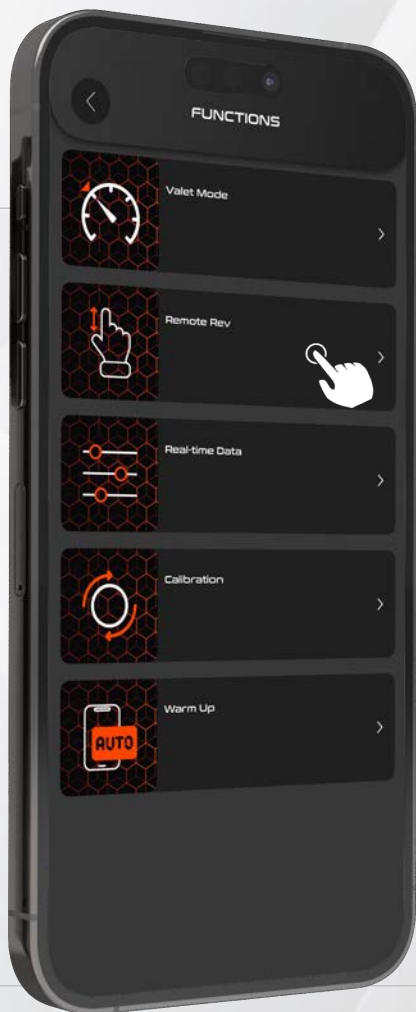 FUNCTIONS
Valet Mode
Remote Rev
Real-time Data
Calibration
AUTO
Warm Up